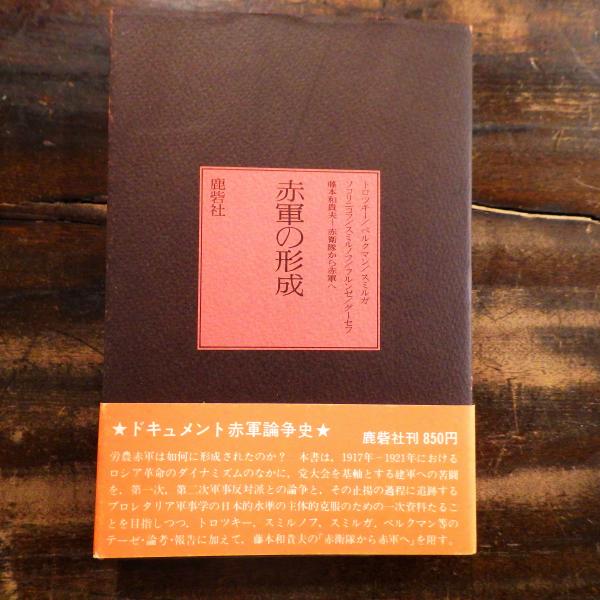 トロツキー/ベルクマン/スミルガ
ソコリニコフ/スミルノフ/フルンゼ/グーセフ
藤本和貴夫―赤衛隊から赤軍へ
赤軍の形成
鹿砦社
★ドキュメント赤軍論争史★
鹿砦社刊 850円
労農赤軍は如何に形成されたのか? 本書は、1917年―1921年における
ロシア革命のダイナミズムのなかに、党大会を基軸とする建軍への苦闘
を、第一次、第二次軍事反対派との論争と、その止揚の過程に追跡する
プロレタリア軍事学の日本的水準の主体的克服のための一次資料たるこ
とを目指しつつ、トロツキー、スミルノフ、スミルガ、ベルクマン等の
テーゼ・論考・報告に加えて、藤本和貴夫の「赤衛隊から赤軍へ」を附す。